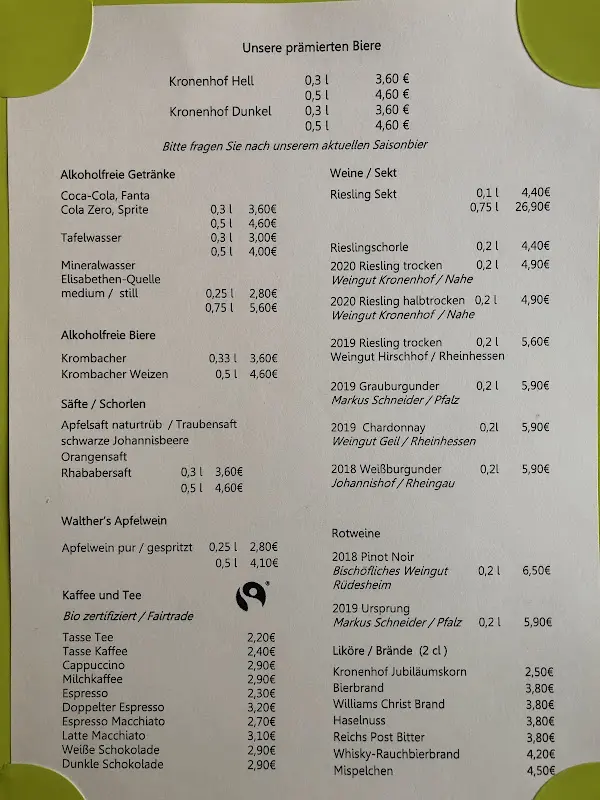 Unsere prämierten Biere
Kronenhof Hell 0,3 l 3,60 €
0,5 l 4,60 €
Kronenhof Dunkel 0,3 l 3,60 €
0,5 l 4,60 €
Bitte fragen Sie nach unserem aktuellen Saisonbier
Alkoholfreie Getränke
Coca-Cola, Fanta
Cola Zero, Sprite 0,3 l 3,60€
0,5 l 4,60€
Tafelwasser 0,3 l 3,00€
0,5 l 4,00€
Mineralwasser
Elisabethen-Quelle
medium / still 0,25 l 2,80€
0,75 l 5,60€
Alkoholfreie Biere
Krombacher 0,33 l 3,60€
Krombacher Weizen 0,5 l 4,60€
Säfte / Schorlen
Apfelsaft naturtrüb / Traubensaft
schwarze Johannisbeere
Orangensaft
Rhababersaft 0,3 l 3,60€
0,5 l 4,60€
Walther's Apfelwein
Apfelwein pur / gespritzt 0,25 l 2,80€
0,5 l 4,10€
Kaffee und Tee
Bio zertifiziert / Fairtrade
Tasse Tee 2,20€
Tasse Kaffee 2,40€
Cappuccino 2,90€
Milchkaffee 2,90€
Espresso 2,30€
Doppelter Espresso 3,20€
Espresso Macchiato 2,70€
Latte Macchiato 3,10€
Weiße Schokolade 2,90€
Dunkle Schokolade 2,90€
Weine / Sekt
Riesling Sekt 0,1 l 4,40€
0,75 l 26,90€
Rieslingschorle 0,2 l 4,40€
2020 Riesling trocken 0,2 l 4,90€
Weingut Kronenhof / Nahe
2020 Riesling halbtrocken 0,2 l 4,90€
Weingut Kronenhof / Nahe
2019 Riesling trocken 0,2 l 5,60€
Weingut Hirschhof / Rheinhessen
2019 Grauburgunder 0,2 l 5,90€
Markus Schneider / Pfalz
2019 Chardonnay 0,2l 5,90€
Weingut Geil / Rheinhessen
2018 Weißburgunder 0,2l 5,90€
Johannishof / Rheingau
Rotweine
2018 Pinot Noir
Bischöfliches Weingut 0,2 l 6,50€
Rüdesheim
2019 Ursprung
Markus Schneider / Pfalz 0,2 l 5,90€
Liköre / Brände (2 cl )
Kronenhof Jubiläumskorn 2,50€
Bierbrand 3,80€
Williams Christ Brand 3,80€
Haselnuss 3,80€
Reichs Post Bitter 3,80€
Whisky-Rauchbierbrand 4,20€
Mispelchen 4,50€